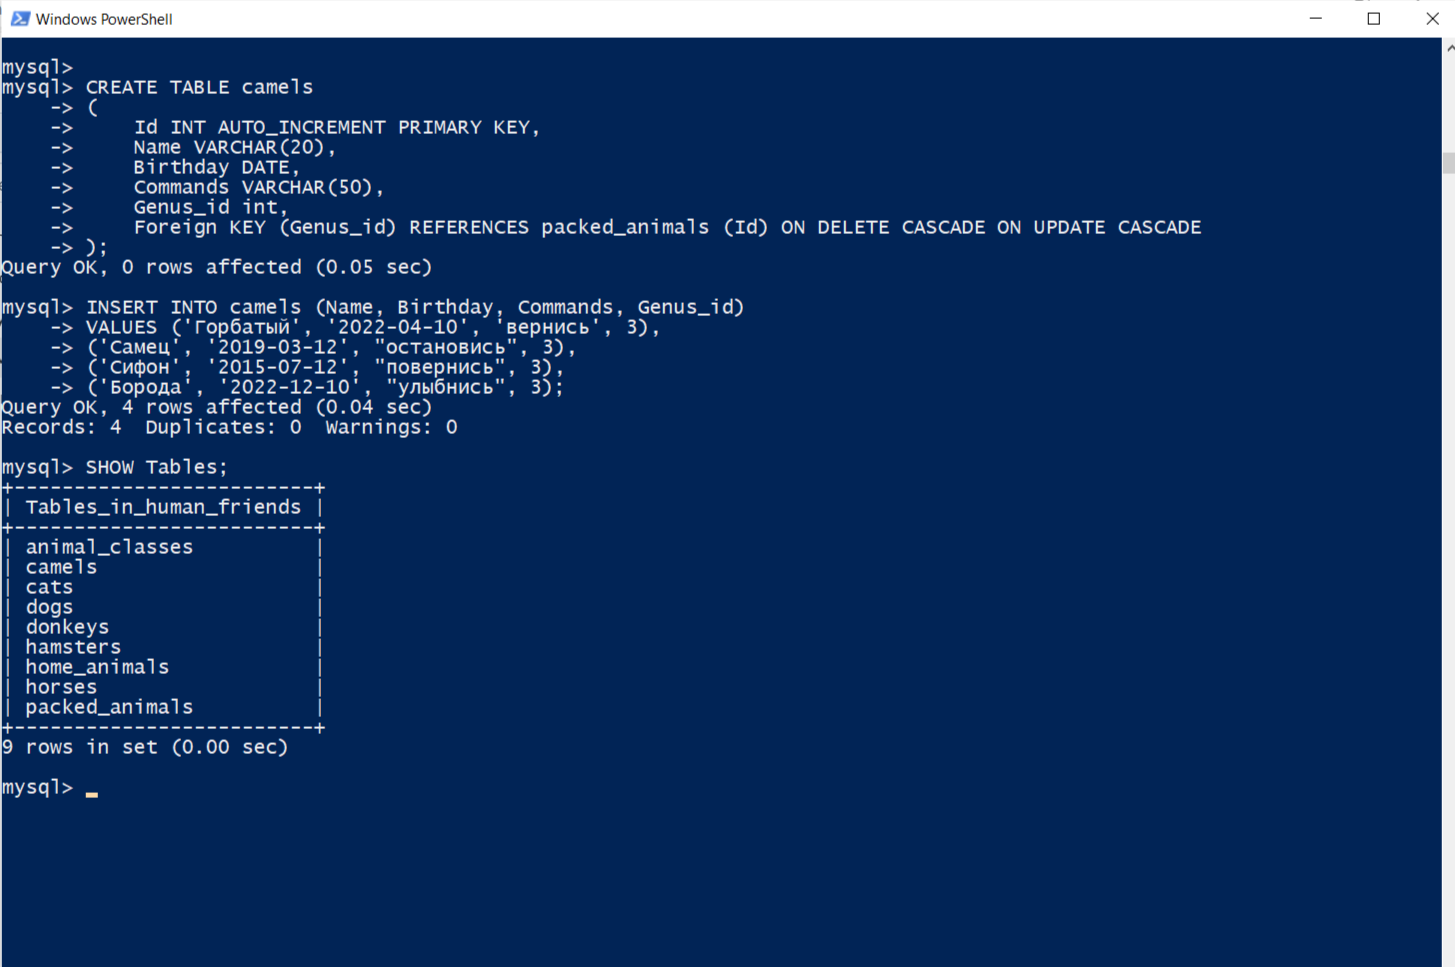 Windows PowerShell
mysql>
mysql> CREATE TABLE camels
    -> (
    ->     Id INT AUTO_INCREMENT PRIMARY KEY,
    ->     Name VARCHAR(20),
    ->     Birthday DATE,
    ->     Commands VARCHAR(50),
    ->     Genus_id int,
    ->     Foreign KEY (Genus_id) REFERENCES packed_animals (Id) ON DELETE CASCADE ON UPDATE CASCADE
    -> );
Query OK, 0 rows affected (0.05 sec)

mysql> INSERT INTO camels (Name, Birthday, Commands, Genus_id)
    -> VALUES ('Горбатый', '2022-04-10', 'вернись', 3),
    -> ('Самец', '2019-03-12', "остановись", 3),
    -> ('Сифон', '2015-07-12', "повернись", 3),
    -> ('Борода', '2022-12-10', "улыбнись", 3);
Query OK, 4 rows affected (0.04 sec)
Records: 4  Duplicates: 0  Warnings: 0

mysql> SHOW Tables;
+-------------------------+
| Tables_in_human_friends |
+-------------------------+
| animal_classes          |
| camels                  |
| cats                    |
| dogs                    |
| donkeys                 |
| hamsters                |
| home_animals            |
| horses                  |
| packed_animals          |
+-------------------------+
9 rows in set (0.00 sec)

mysql> _